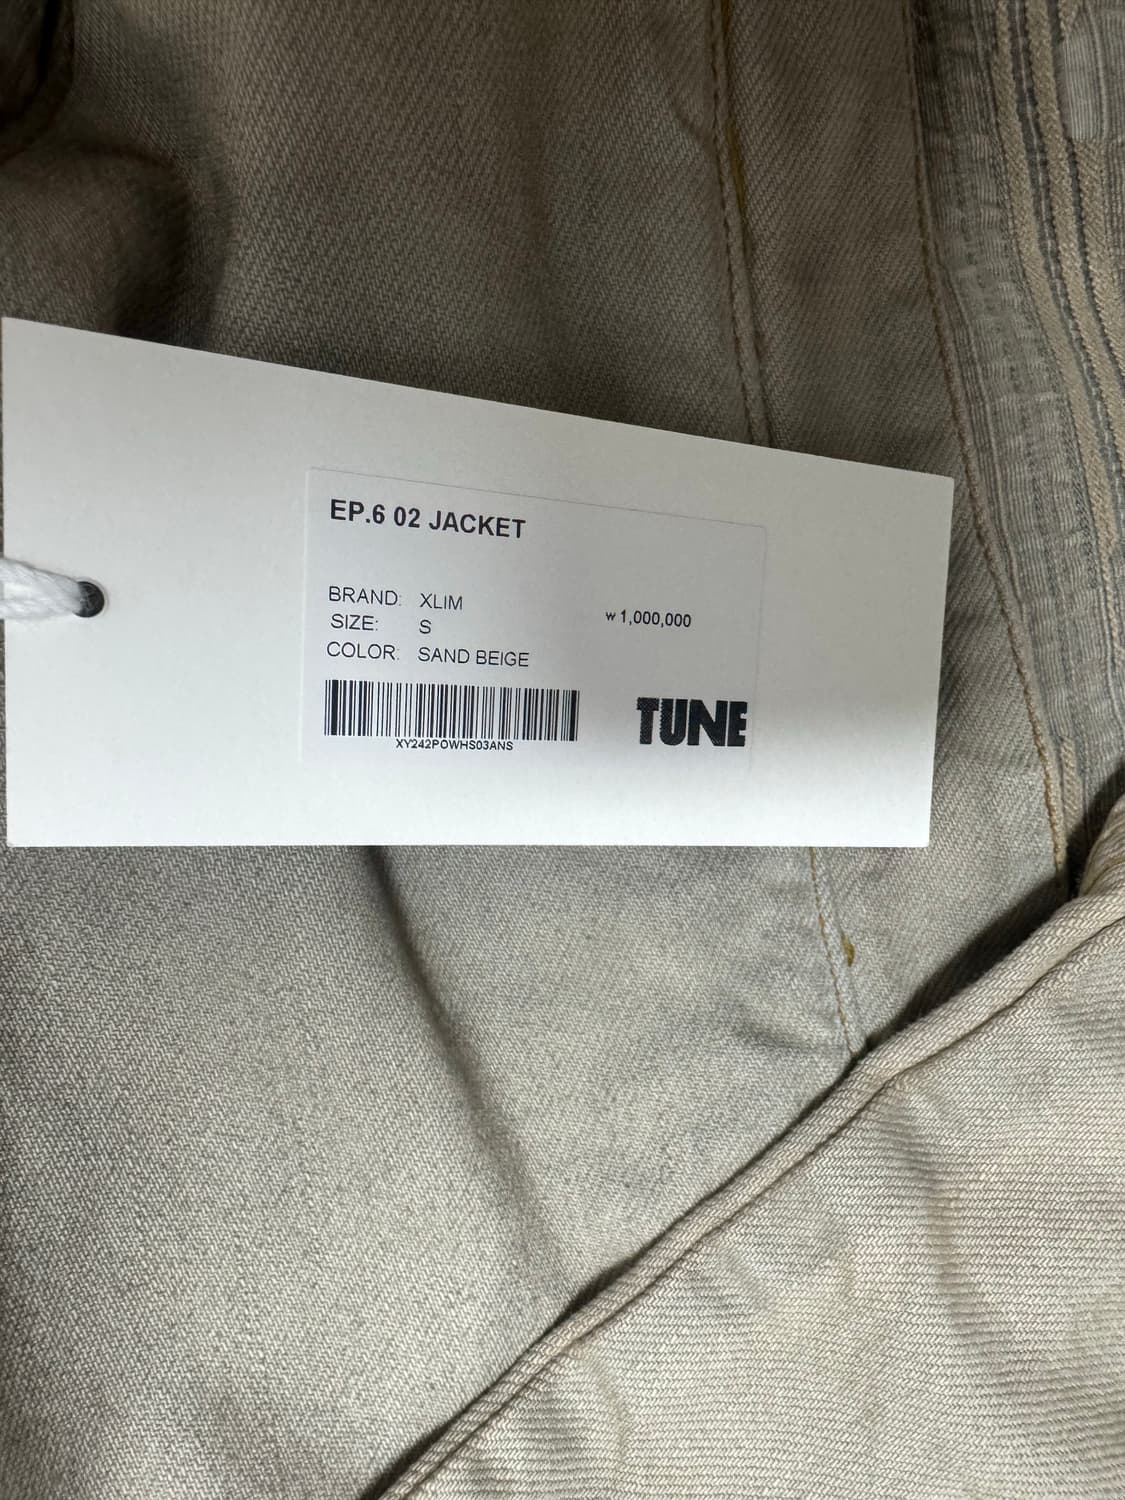 EP.6 02 JACKET
BRAND: XLIM
SIZE: S
COLOR: SAND BEIGE
₩ 1,000,000
XY242POWHS03ANS
TUNE